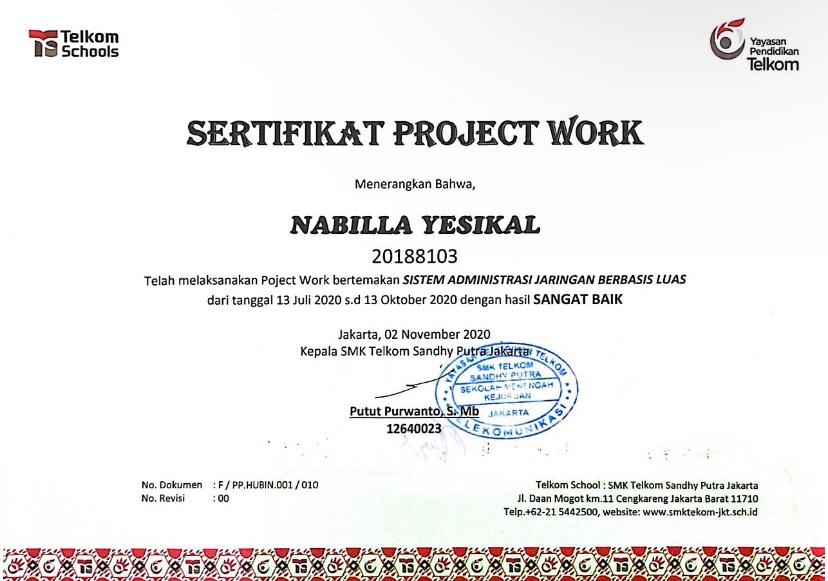 Telkom
Schools
Yayasan
Pendidikan
Telkom
SERTIFIKAT PROJECT WORK
Menerangkan Bahwa,
NABILLA YESIKAL
20188103
Telah melaksanakan Poject Work bertemakan SISTEM ADMINISTRASI JARINGAN BERBASIS LUAS
dari tanggal 13 Juli 2020 s.d 13 Oktober 2020 dengan hasil SANGAT BAIK
Jakarta, 02 November 2020
Kepala SMK Telkom Sandhy Putra Jakarta
YAYASAN PENDIDIKAN TELKOM
SMK TELKOM
SANDHY PUTRA
SEKOLAH MENENGAH
KEJURUAN
JAKARTA
TELEKOMUNIKASI
Putut Purwanto, S. Mb
12640023
No. Dokumen : F / PP.HUBIN.001 / 010
No. Revisi : 00
Telkom School : SMK Telkom Sandhy Putra Jakarta
Jl. Daan Mogot km.11 Cengkareng Jakarta Barat 11710
Telp.+62-21 5442500, website: www.smktekom-jkt.sch.id